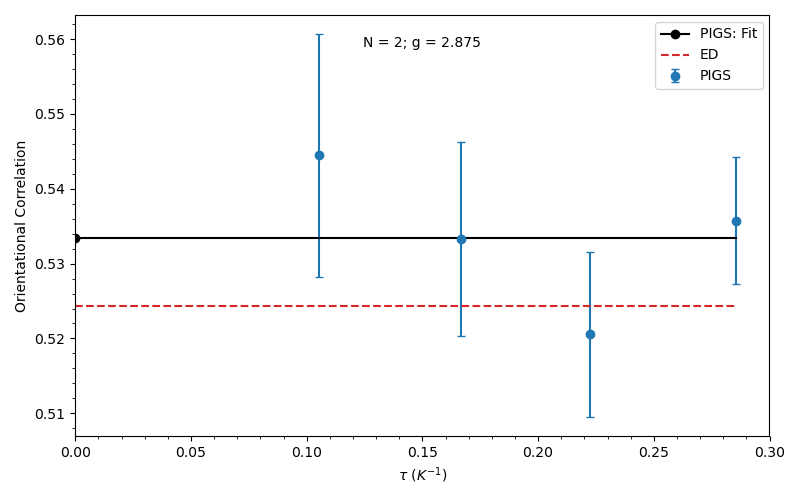 N = 2; g = 2.875
PIGS: Fit
ED
PIGS
Orientational Correlation
0.56
0.55
0.54
0.53
0.52
0.51
0.00 0.05 0.10 0.15 0.20 0.25 0.30
τ (K⁻¹)